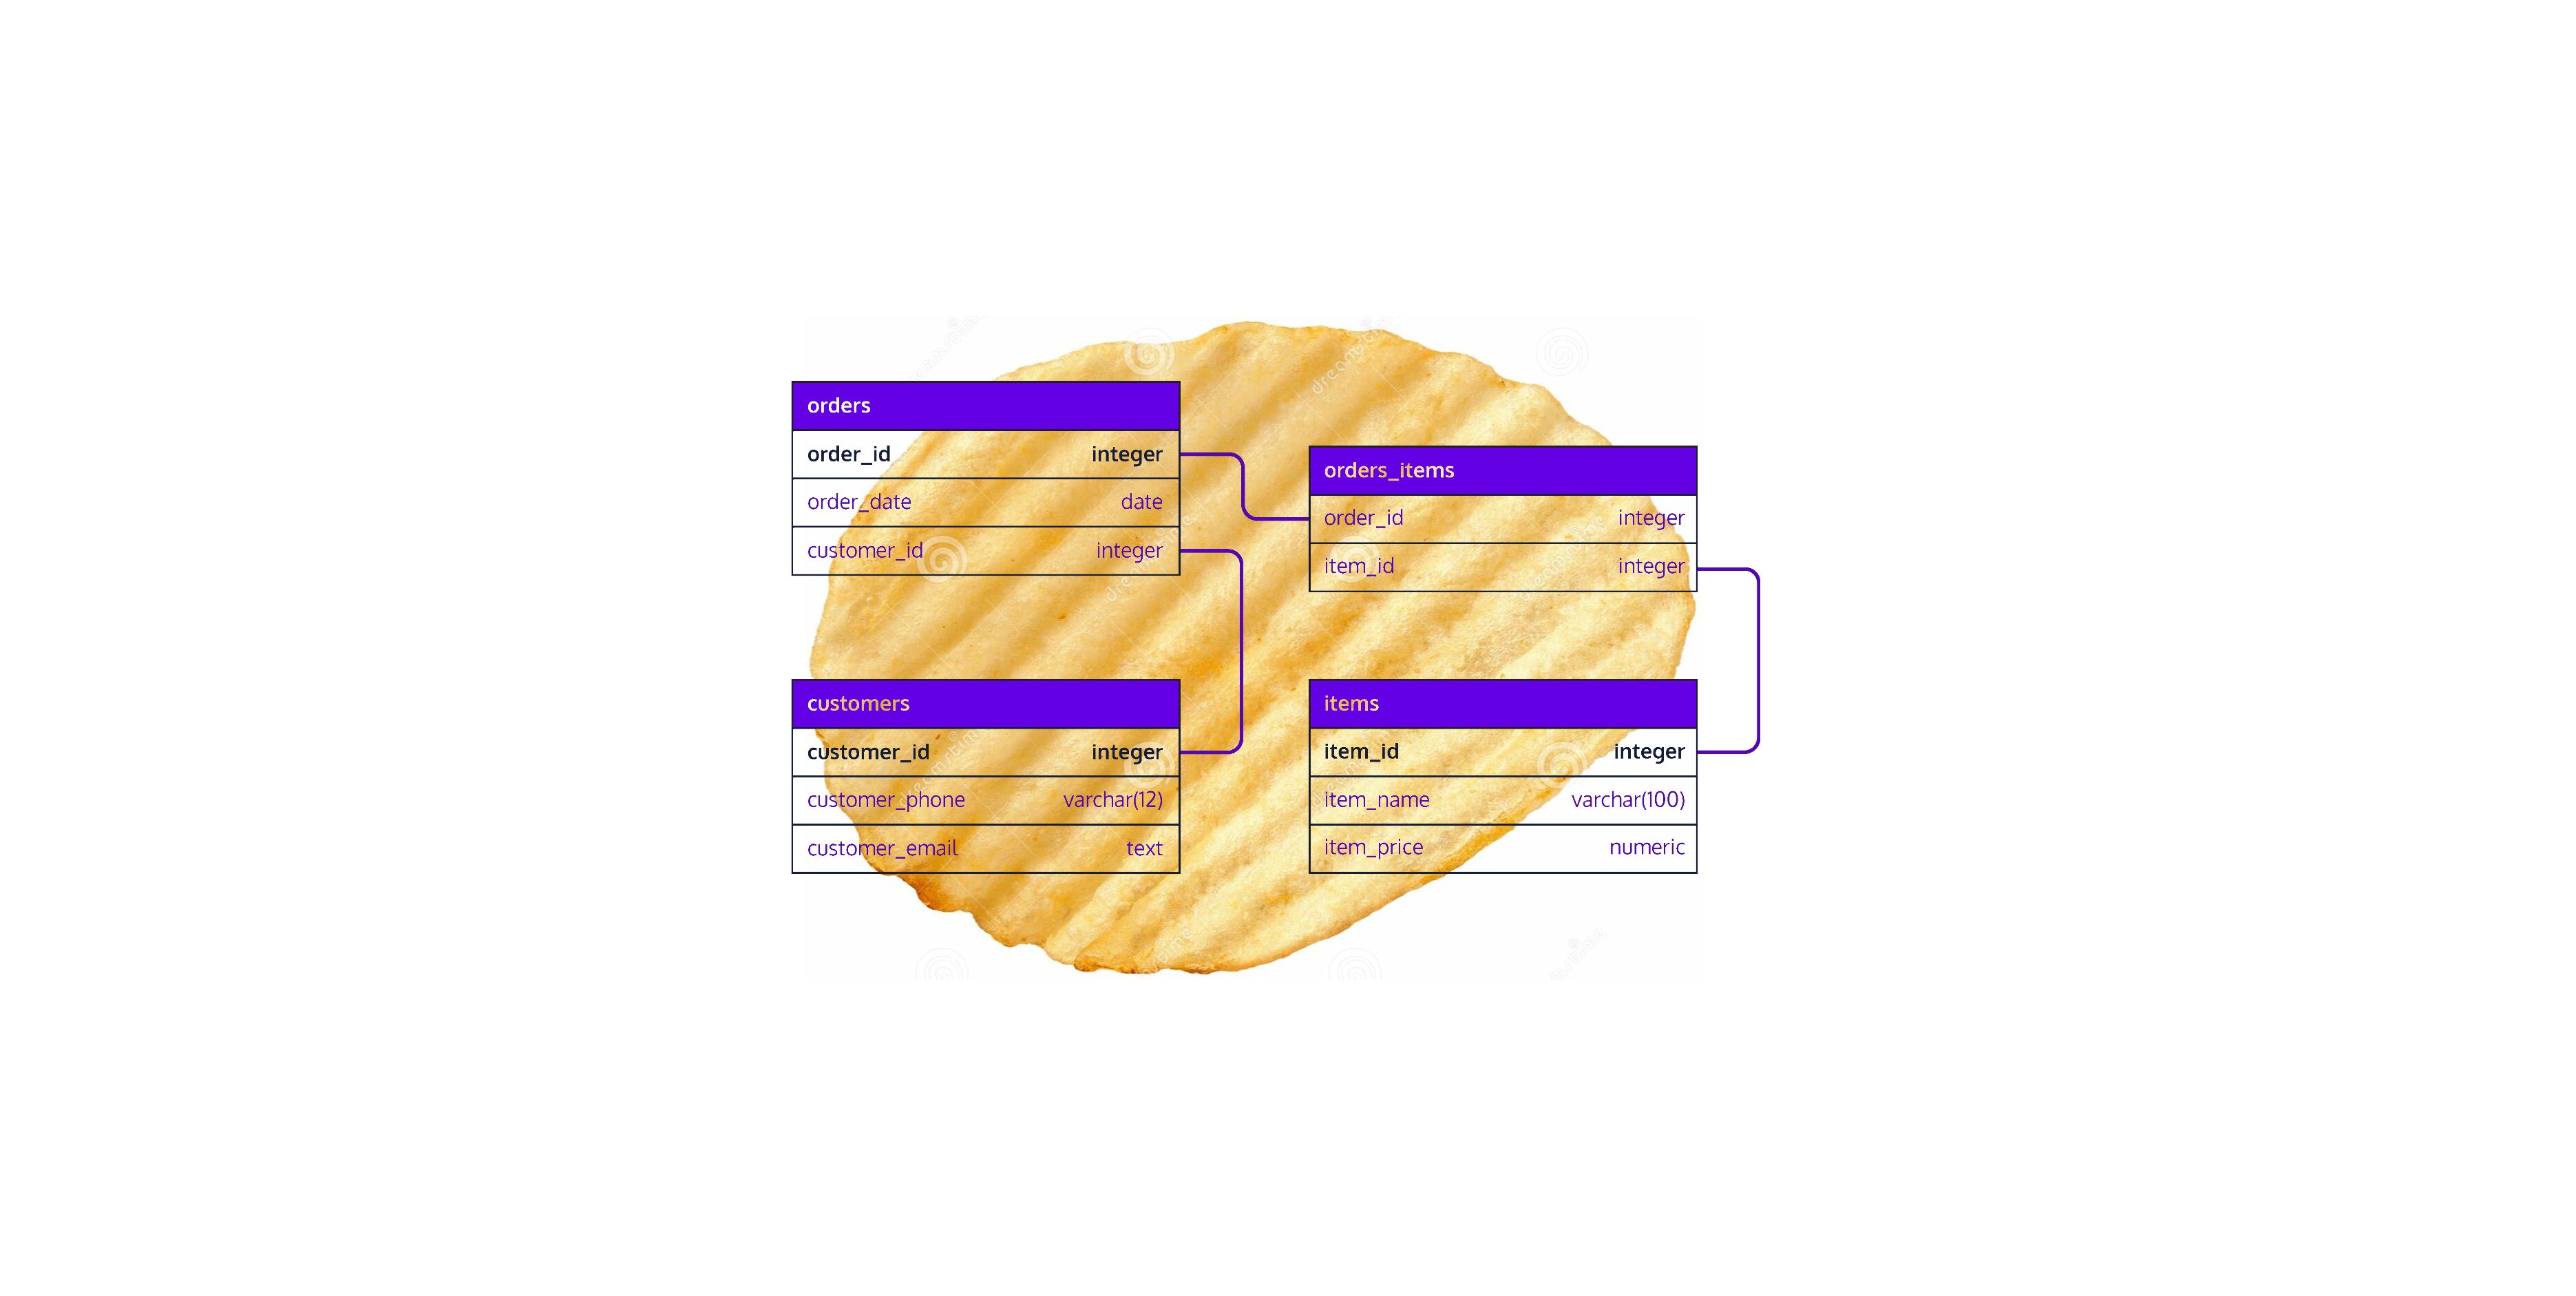 orders
order_id integer
order_date date
customer_id integer
orders_items
order_id integer
item_id integer
customers
customer_id integer
customer_phone varchar(12)
customer_email text
items
item_id integer
item_name varchar(100)
item_price numeric
dreamstime